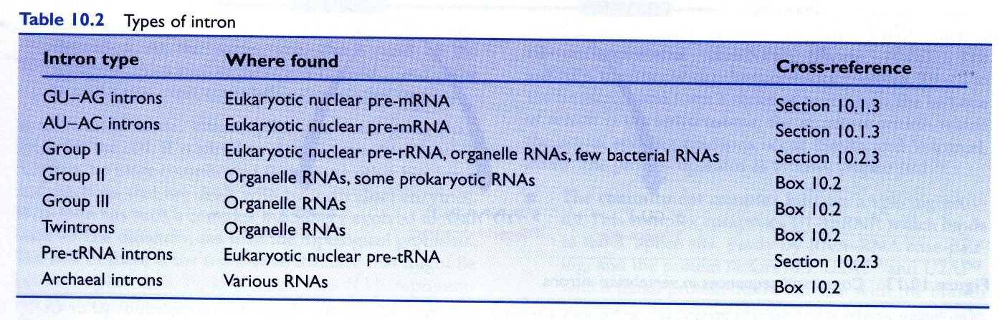 Table 10.2 Types of intron
Intron type Where found Cross-reference
GU–AG introns Eukaryotic nuclear pre-mRNA Section 10.1.3
AU–AC introns Eukaryotic nuclear pre-mRNA Section 10.1.3
Group I Eukaryotic nuclear pre-rRNA, organelle RNAs, few bacterial RNAs Section 10.2.3
Group II Organelle RNAs, some prokaryotic RNAs Box 10.2
Group III Organelle RNAs Box 10.2
Twintrons Organelle RNAs Box 10.2
Pre-tRNA introns Eukaryotic nuclear pre-tRNA Section 10.2.3
Archaeal introns Various RNAs Box 10.2